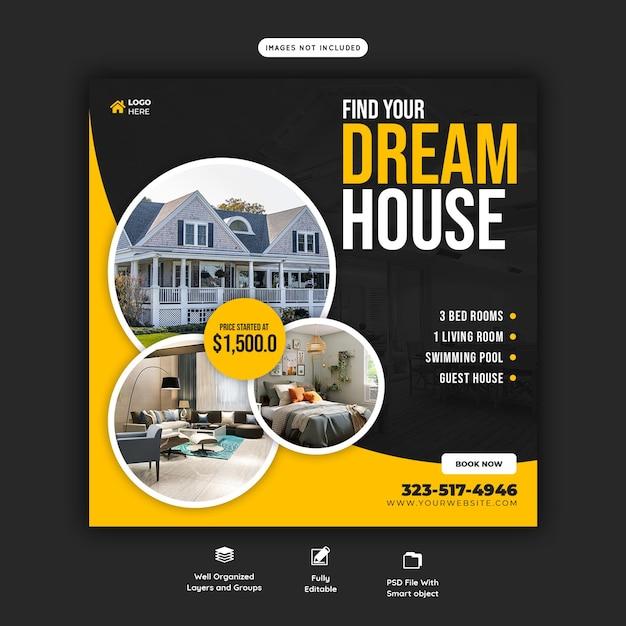 IMAGES NOT INCLUDED
LOGO
HERE
FIND YOUR
DREAM
HOUSE
PRICE STARTED AT
$1,500.0
3 BED ROOMS
1 LIVING ROOM
SWIMMING POOL
GUEST HOUSE
BOOK NOW
323-517-4946
WWW.YOURWEBSITE.COM
Well Organized
Layers and Groups
Fully
Editable
PSD File With
Smart object